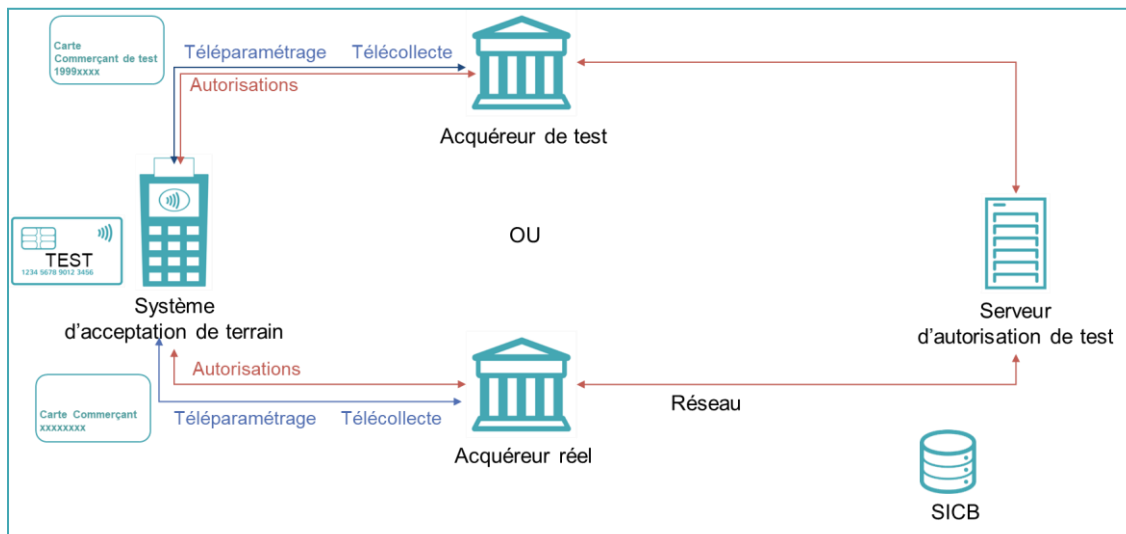 Carte
Commerçant de test
1999xxxx
Téléparamétrage Télécollecte
Autorisations
Acquéreur de test
OU
TEST
1234 5678 9012 3456
Système
d'acceptation de terrain
Serveur
d'autorisation de test
Autorisations
Carte Commerçant
xxxxxxxx
Téléparamétrage Télécollecte
Réseau
Acquéreur réel
SICB